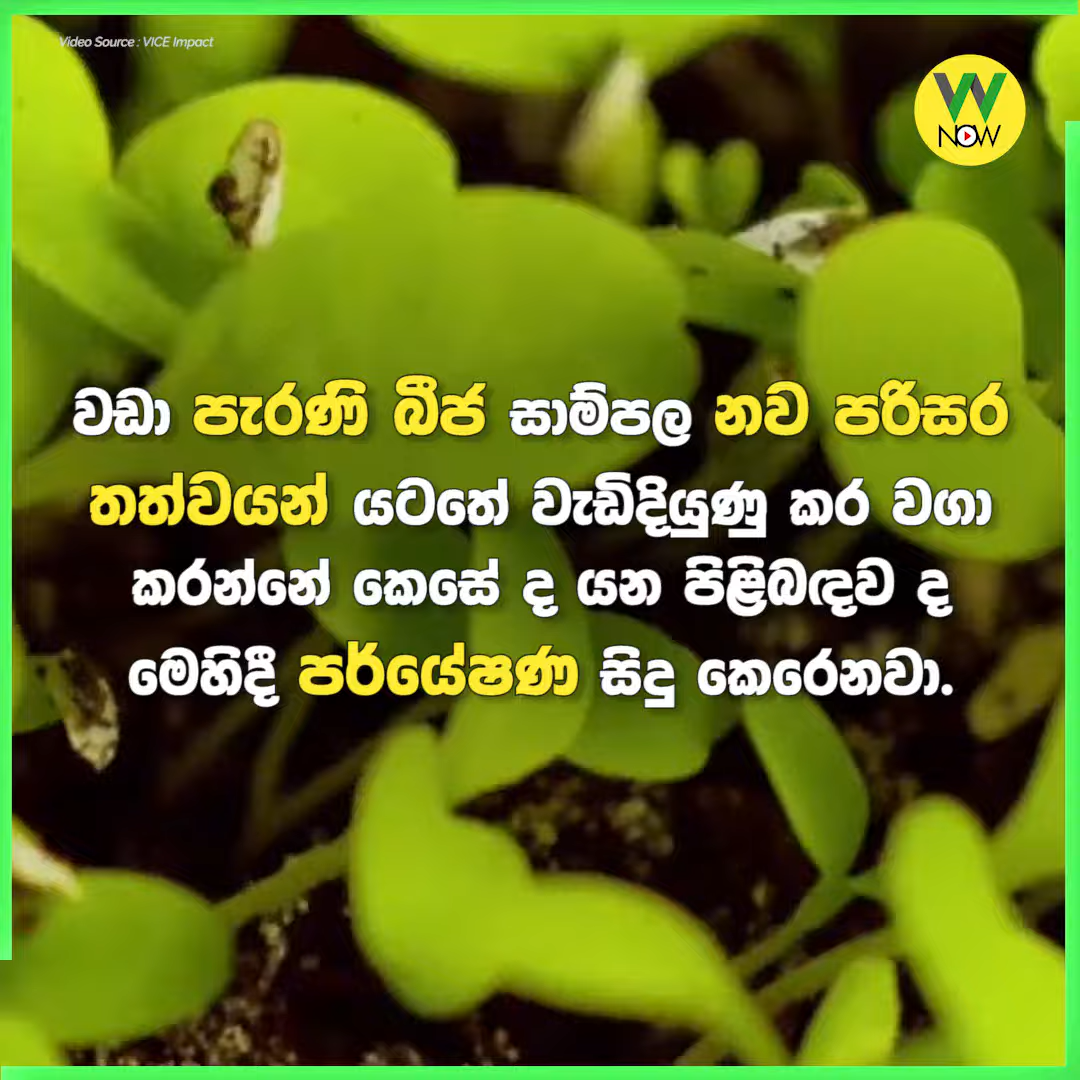 Video Source : VICE Impact
W
NOW
වඩා පැරණි බීජ සාම්පල නව පරිසර
තත්වයන් යටතේ වැඩිදියුණු කර වගා
කරන්නේ කෙසේ ද යන පිළිබඳව ද
මෙහිදී පර්යේෂණ සිදු කෙරෙනවා.